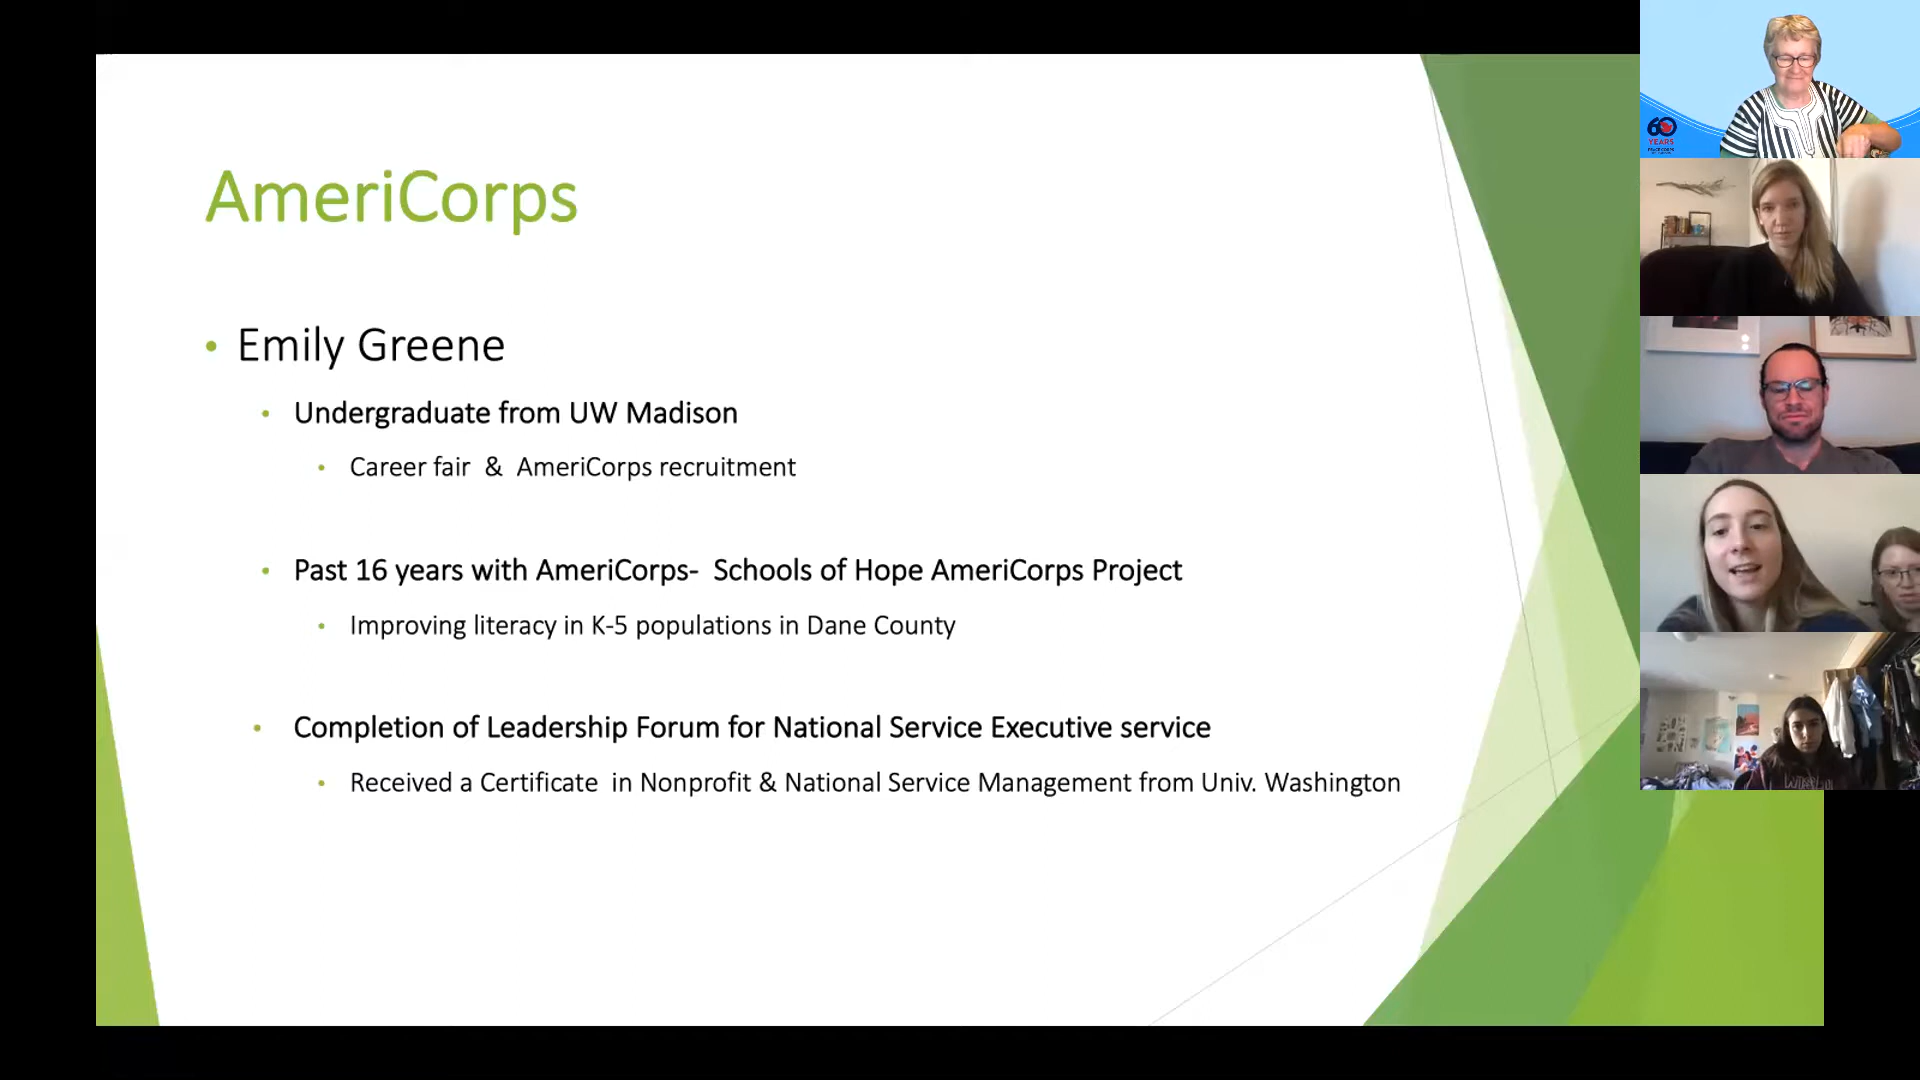 AmeriCorps
• Emily Greene
• Undergraduate from UW Madison
• Career fair & AmeriCorps recruitment
• Past 16 years with AmeriCorps- Schools of Hope AmeriCorps Project
• Improving literacy in K-5 populations in Dane County
• Completion of Leadership Forum for National Service Executive service
• Received a Certificate in Nonprofit & National Service Management from Univ. Washington
60
YEARS